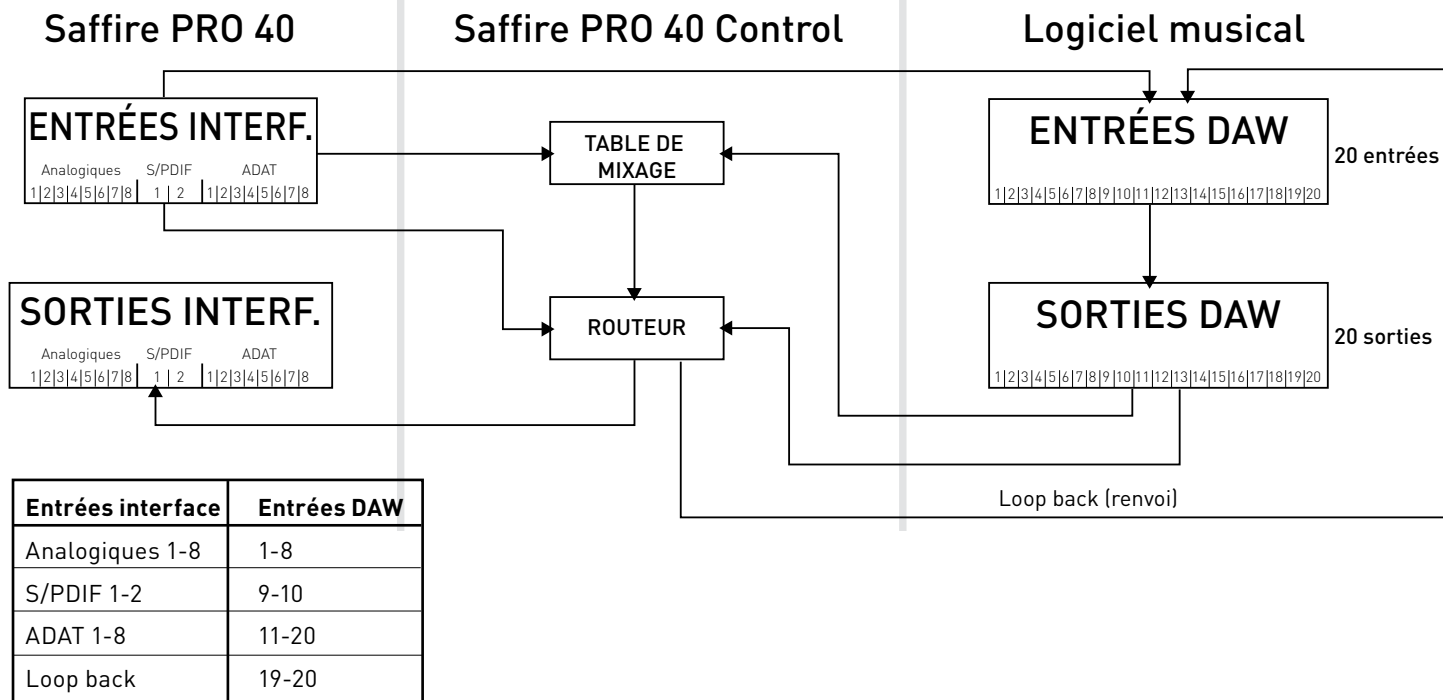 Saffire PRO 40
Saffire PRO 40 Control
Logiciel musical
ENTRÉES INTERF.
Analogiques S/PDIF ADAT
1|2|3|4|5|6|7|8 1 | 2 1|2|3|4|5|6|7|8
TABLE DE
MIXAGE
ENTRÉES DAW
1|2|3|4|5|6|7|8|9|10|11|12|13|14|15|16|17|18|19|20
20 entrées
SORTIES INTERF.
Analogiques S/PDIF ADAT
1|2|3|4|5|6|7|8 1 | 2 1|2|3|4|5|6|7|8
ROUTEUR
SORTIES DAW
1|2|3|4|5|6|7|8|9|10|11|12|13|14|15|16|17|18|19|20
20 sorties
Loop back (renvoi)
Entrées interface Entrées DAW
Analogiques 1-8 1-8
S/PDIF 1-2 9-10
ADAT 1-8 11-20
Loop back 19-20